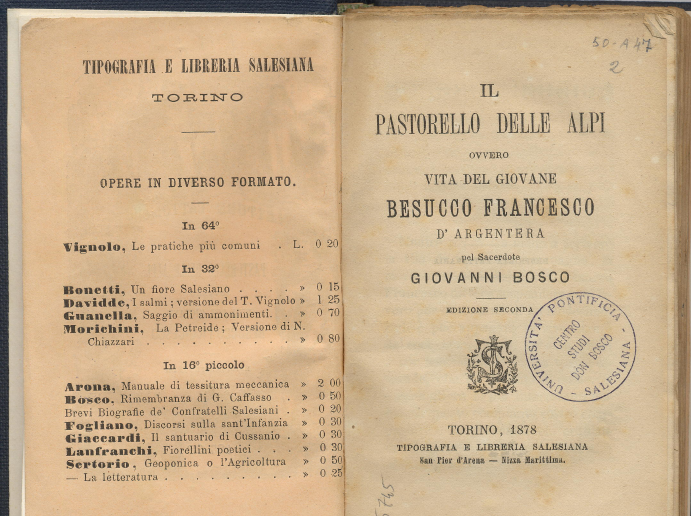 TIPOGRAFIA E LIBRERIA SALESIANA
TORINO
OPERE IN DIVERSO FORMATO.
In 64°
Vignolo, Le pratiche più comuni . L. 0 20
In 32°
Bonetti, Un fiore Salesiano . . . . » 0 15
Davidde, I salmi; versione del T. Vignolo » 1 25
Guanella, Saggio di ammonimenti. . » 0 70
Morichini, La Petreide; Versione di N.
Chiazzari . . . . . . . . . . » 0 80
In 16° piccolo
Arona, Manuale di tessitura meccanica » 2 00
Bosco, Rimembranza di G. Caffasso . » 0 50
Brevi Biografie de' Confratelli Salesiani . » 0 20
Fogliano, Discorsi sulla sant'Infanzia » 0 30
Giaccardi, Il santuario di Cussanio . » 0 30
Lanfranchi, Fiorellini poetici . . . » 0 30
Sertorio, Geoponica o l'Agricoltura » 0 50
— La letteratura . . . . . . . . . » 0 25
50-A 47
2
IL
PASTORELLO DELLE ALPI
OVVERO
VITA DEL GIOVANE
BESUCCO FRANCESCO
D' ARGENTERA
pel Sacerdote
GIOVANNI BOSCO
EDIZIONE SECONDA
UNIVERSITA' PONTIFICIA - SALESIANA -
CENTRO
STUDI
DON BOSCO
TORINO, 1878
TIPOGRAFIA E LIBRERIA SALESIANA
San Pier d'Arena — Nizza Marittima.